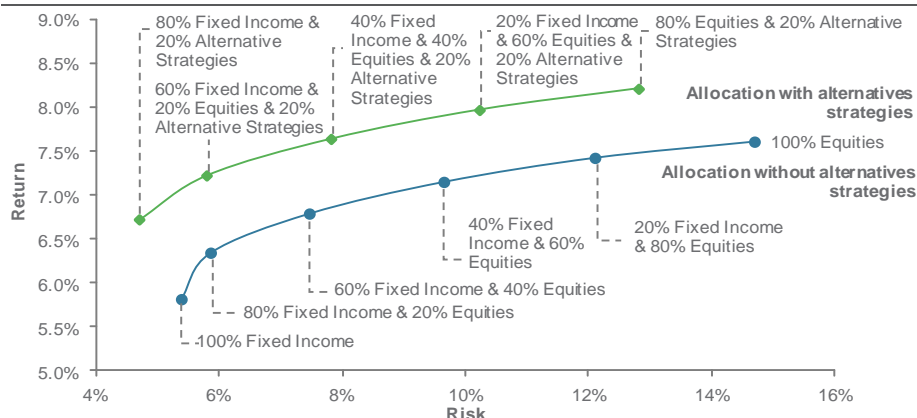 9.0%
8.5%
8.0%
7.5%
7.0%
6.5%
6.0%
5.5%
5.0%
Return
80% Fixed Income &
20% Alternative
Strategies
60% Fixed Income &
20% Equities & 20%
Alternative Strategies
40% Fixed
Income & 40%
Equities & 20%
Alternative
Strategies
20% Fixed Income
& 60% Equities &
20% Alternative
Strategies
80% Equities & 20% Alternative
Strategies
Allocation with alternatives
strategies
100% Equities
Allocation without alternatives
strategies
20% Fixed Income
& 80% Equities
40% Fixed
Income & 60%
Equities
60% Fixed Income & 40% Equities
80% Fixed Income & 20% Equities
100% Fixed Income
4%
6%
8%
10%
12%
14%
16%
Risk